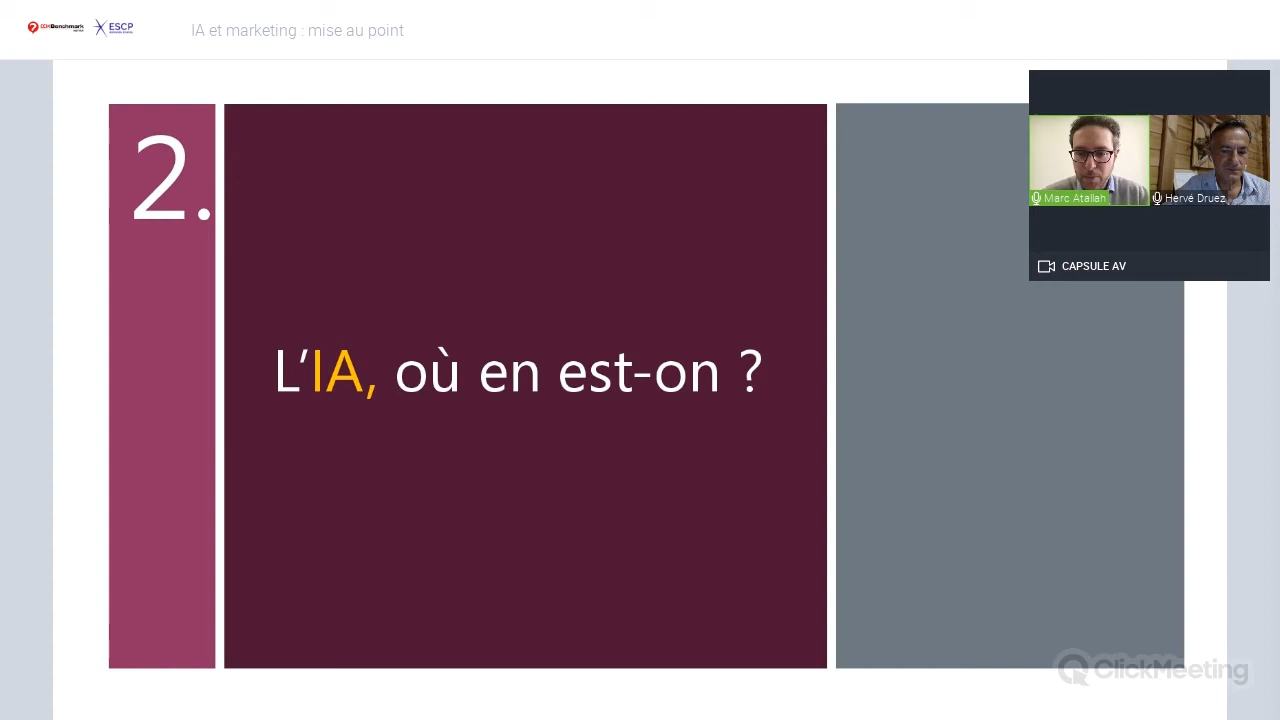 Benchmark
ESCP
IA et marketing : mise au point
2.
L'IA, où en est-on ?
Marc Atallah
Hervé Druez
CAPSULE AV
ClickMeeting